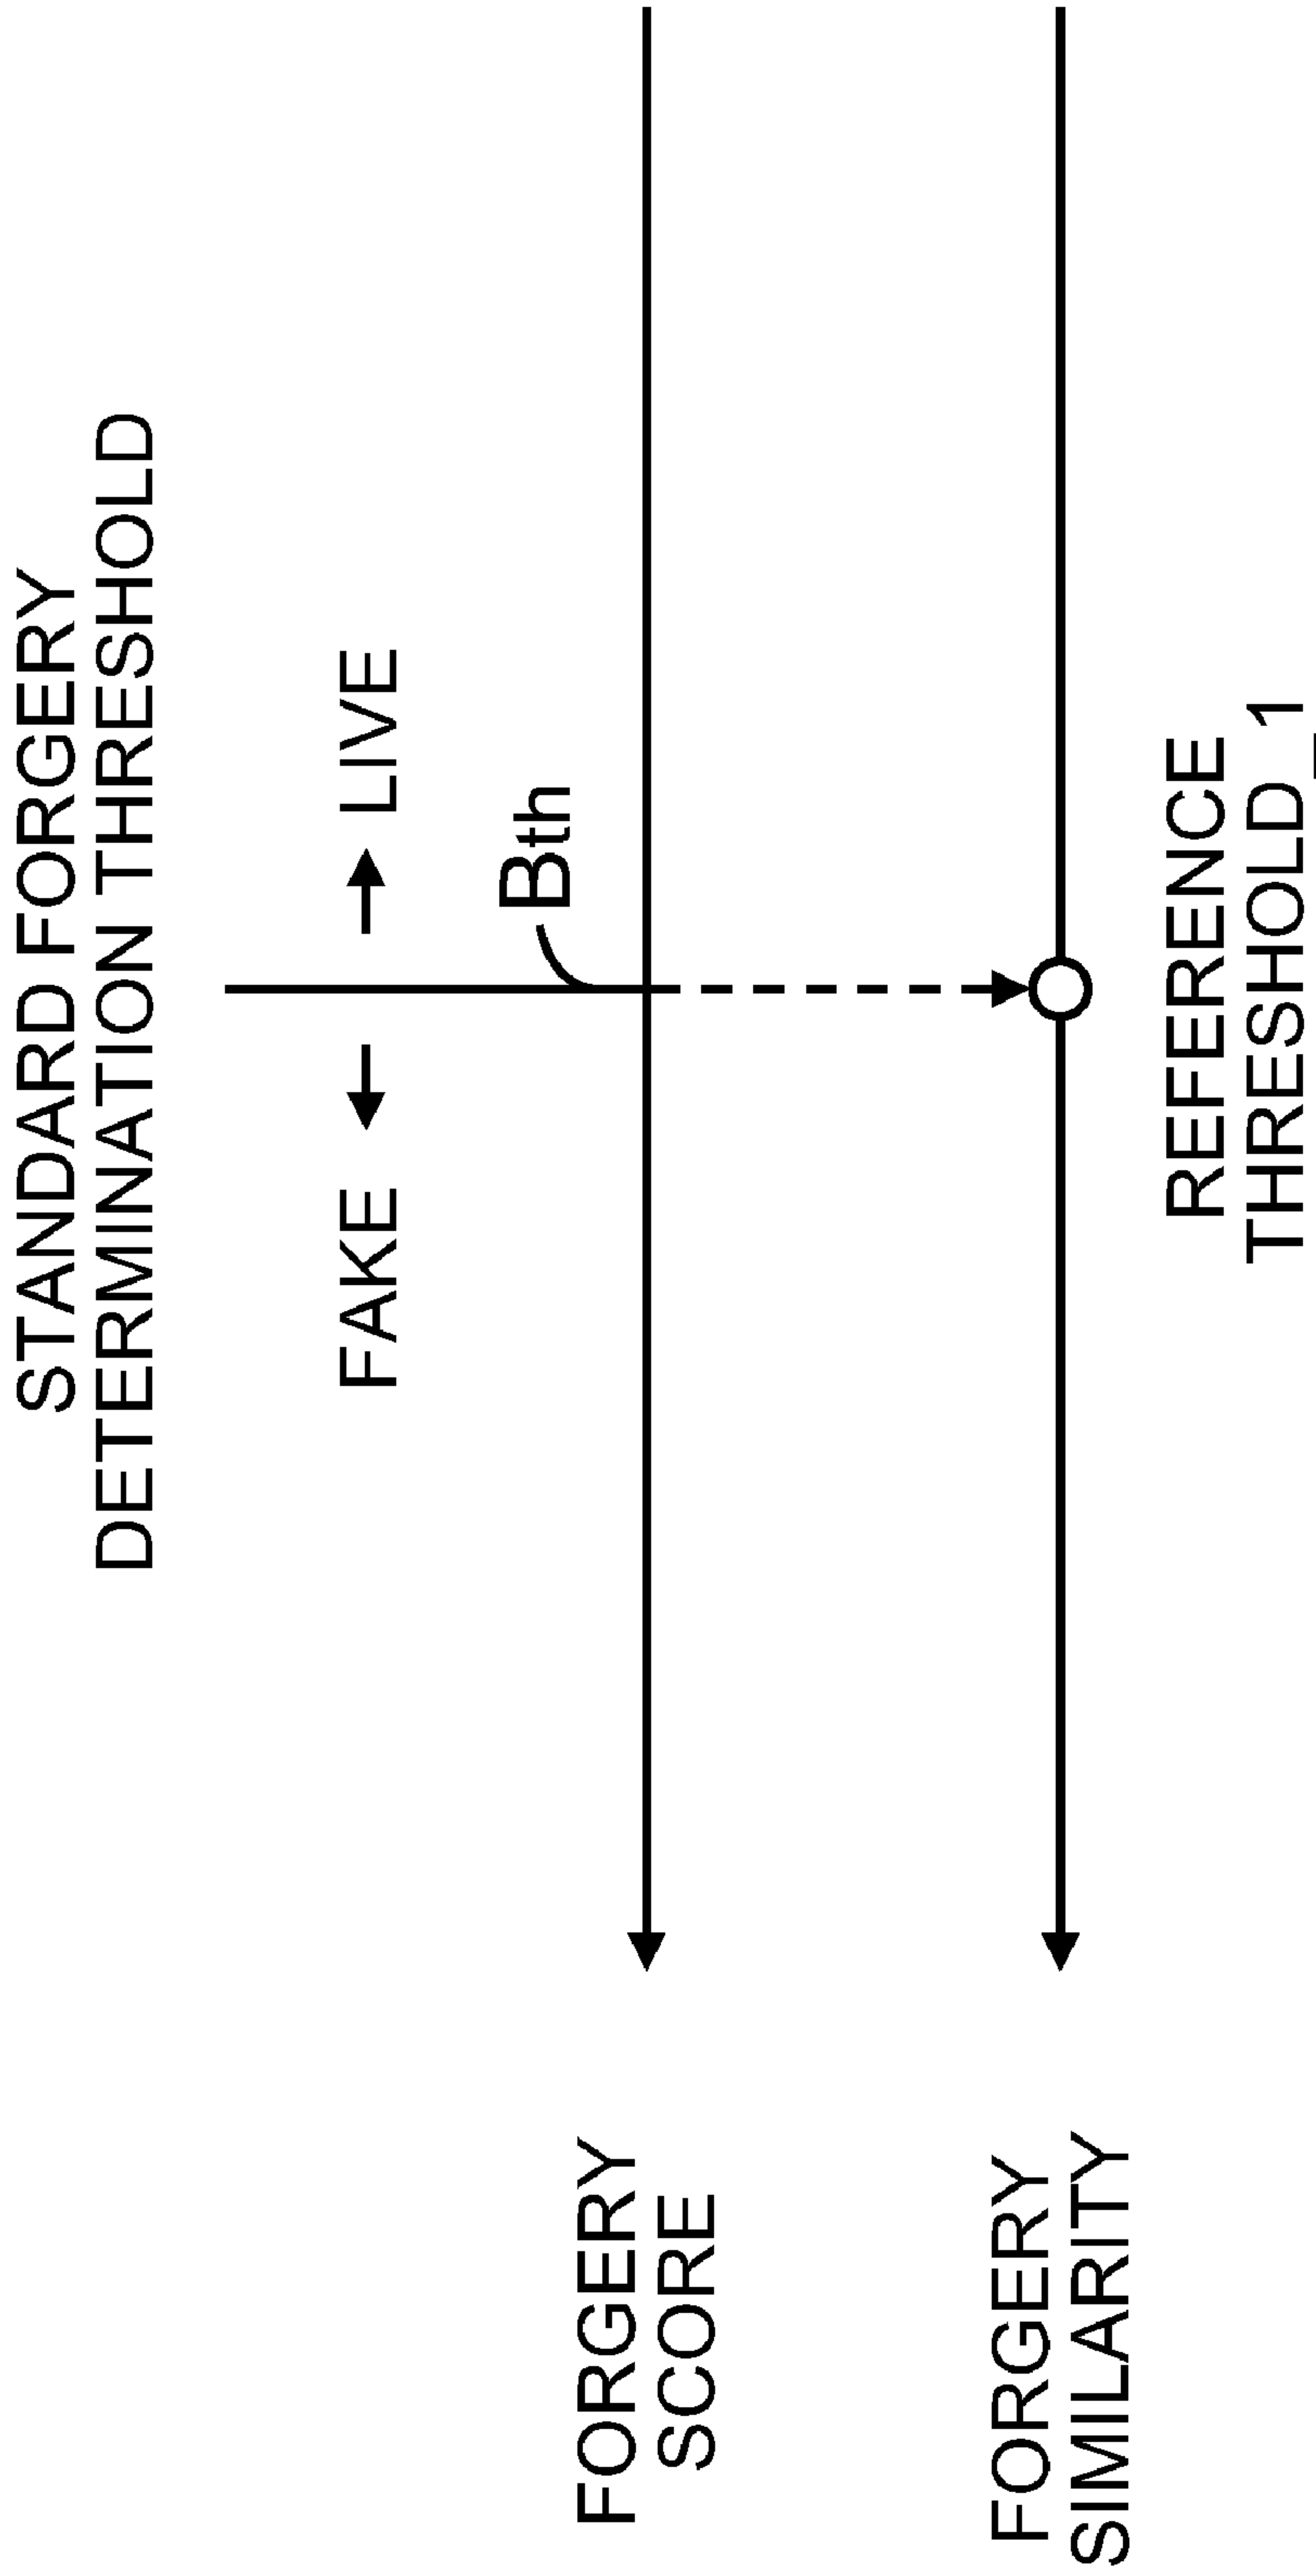 STANDARD FORGERY
DETERMINATION THRESHOLD
FAKE
LIVE
Bth
FORGERY
SCORE
FORGERY
SIMILARITY
REFERENCE
THRESHOLD_1